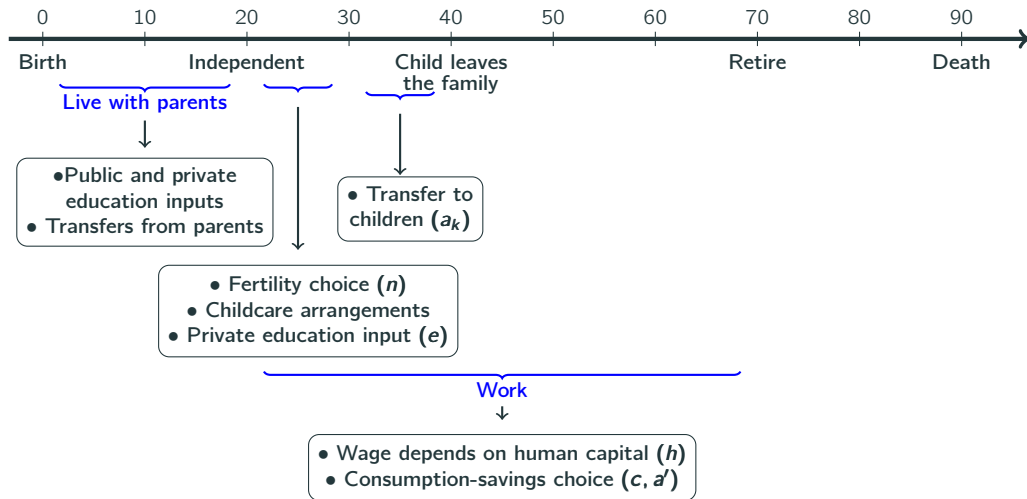 0 10 20 30 40 50 60 70 80 90
Birth Independent Child leaves Retire Death
the family
Live with parents
●Public and private
education inputs
● Transfers from parents
● Transfer to
children (aₖ)
● Fertility choice (n)
● Childcare arrangements
● Private education input (e)
Work
● Wage depends on human capital (h)
● Consumption-savings choice (c, a′)